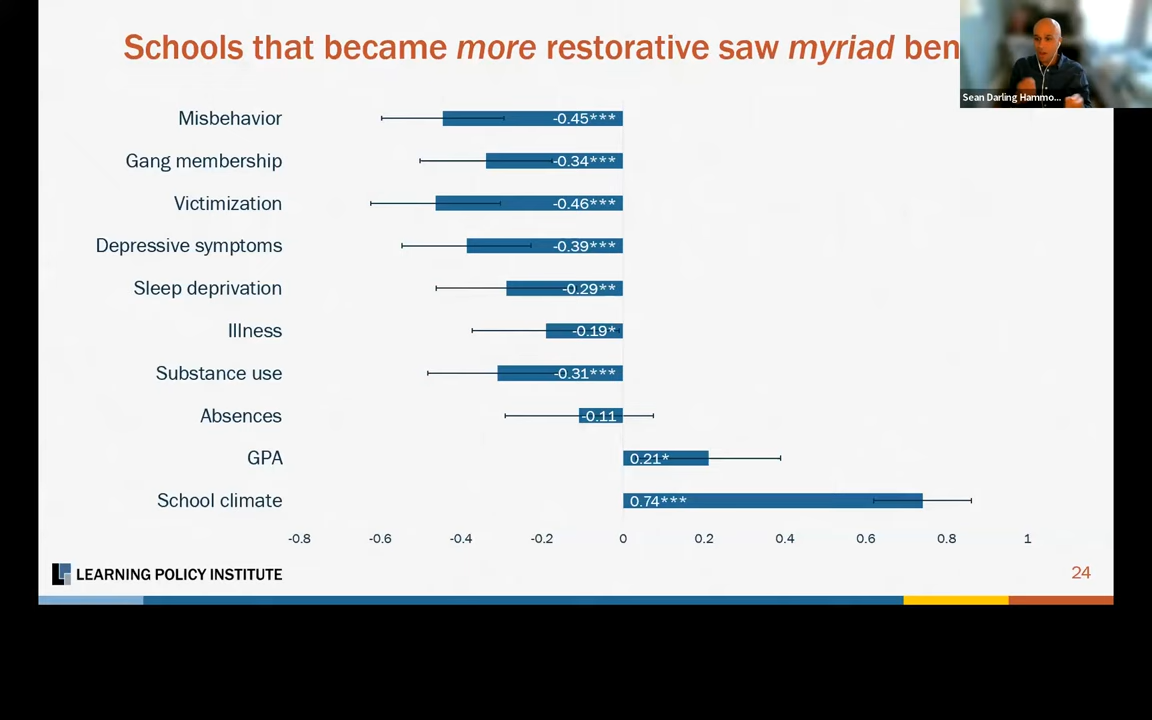 Schools that became more restorative saw myriad ben
Sean Darling Hammo...
Misbehavior -0.45***
Gang membership -0.34***
Victimization -0.46***
Depressive symptoms -0.39***
Sleep deprivation -0.29**
Illness -0.19*
Substance use -0.31***
Absences -0.11
GPA 0.21*
School climate 0.74***
-0.8 -0.6 -0.4 -0.2 0 0.2 0.4 0.6 0.8 1
LEARNING POLICY INSTITUTE
24